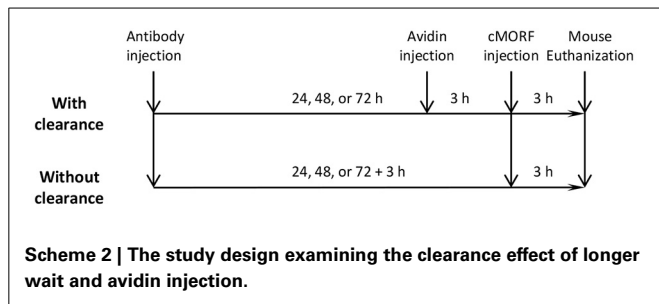 Antibody injection
Avidin injection
cMORF injection
Mouse Euthanization
With clearance
24, 48, or 72 h
3 h
3 h
Without clearance
24, 48, or 72 + 3 h
3 h
Scheme 2 | The study design examining the clearance effect of longer
wait and avidin injection.